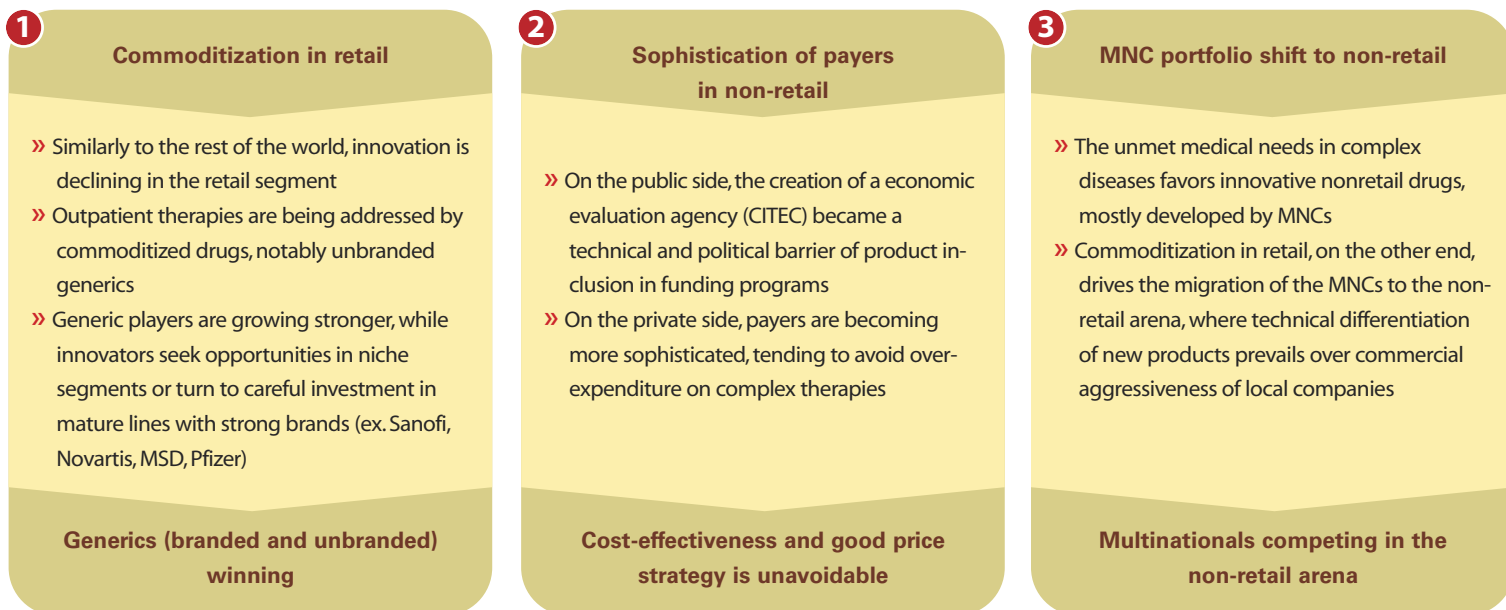 1
Commoditization in retail
» Similarly to the rest of the world, innovation is
declining in the retail segment
» Outpatient therapies are being addressed by
commoditized drugs, notably unbranded
generics
» Generic players are growing stronger, while
innovators seek opportunities in niche
segments or turn to careful investment in
mature lines with strong brands (ex. Sanofi,
Novartis, MSD, Pfizer)
Generics (branded and unbranded)
winning
2
Sophistication of payers
in non-retail
» On the public side, the creation of a economic
evaluation agency (CITEC) became a
technical and political barrier of product in-
clusion in funding programs
» On the private side, payers are becoming
more sophisticated, tending to avoid over-
expenditure on complex therapies
Cost-effectiveness and good price
strategy is unavoidable
3
MNC portfolio shift to non-retail
» The unmet medical needs in complex
diseases favors innovative nonretail drugs,
mostly developed by MNCs
» Commoditization in retail, on the other end,
drives the migration of the MNCs to the non-
retail arena, where technical differentiation
of new products prevails over commercial
aggressiveness of local companies
Multinationals competing in the
non-retail arena